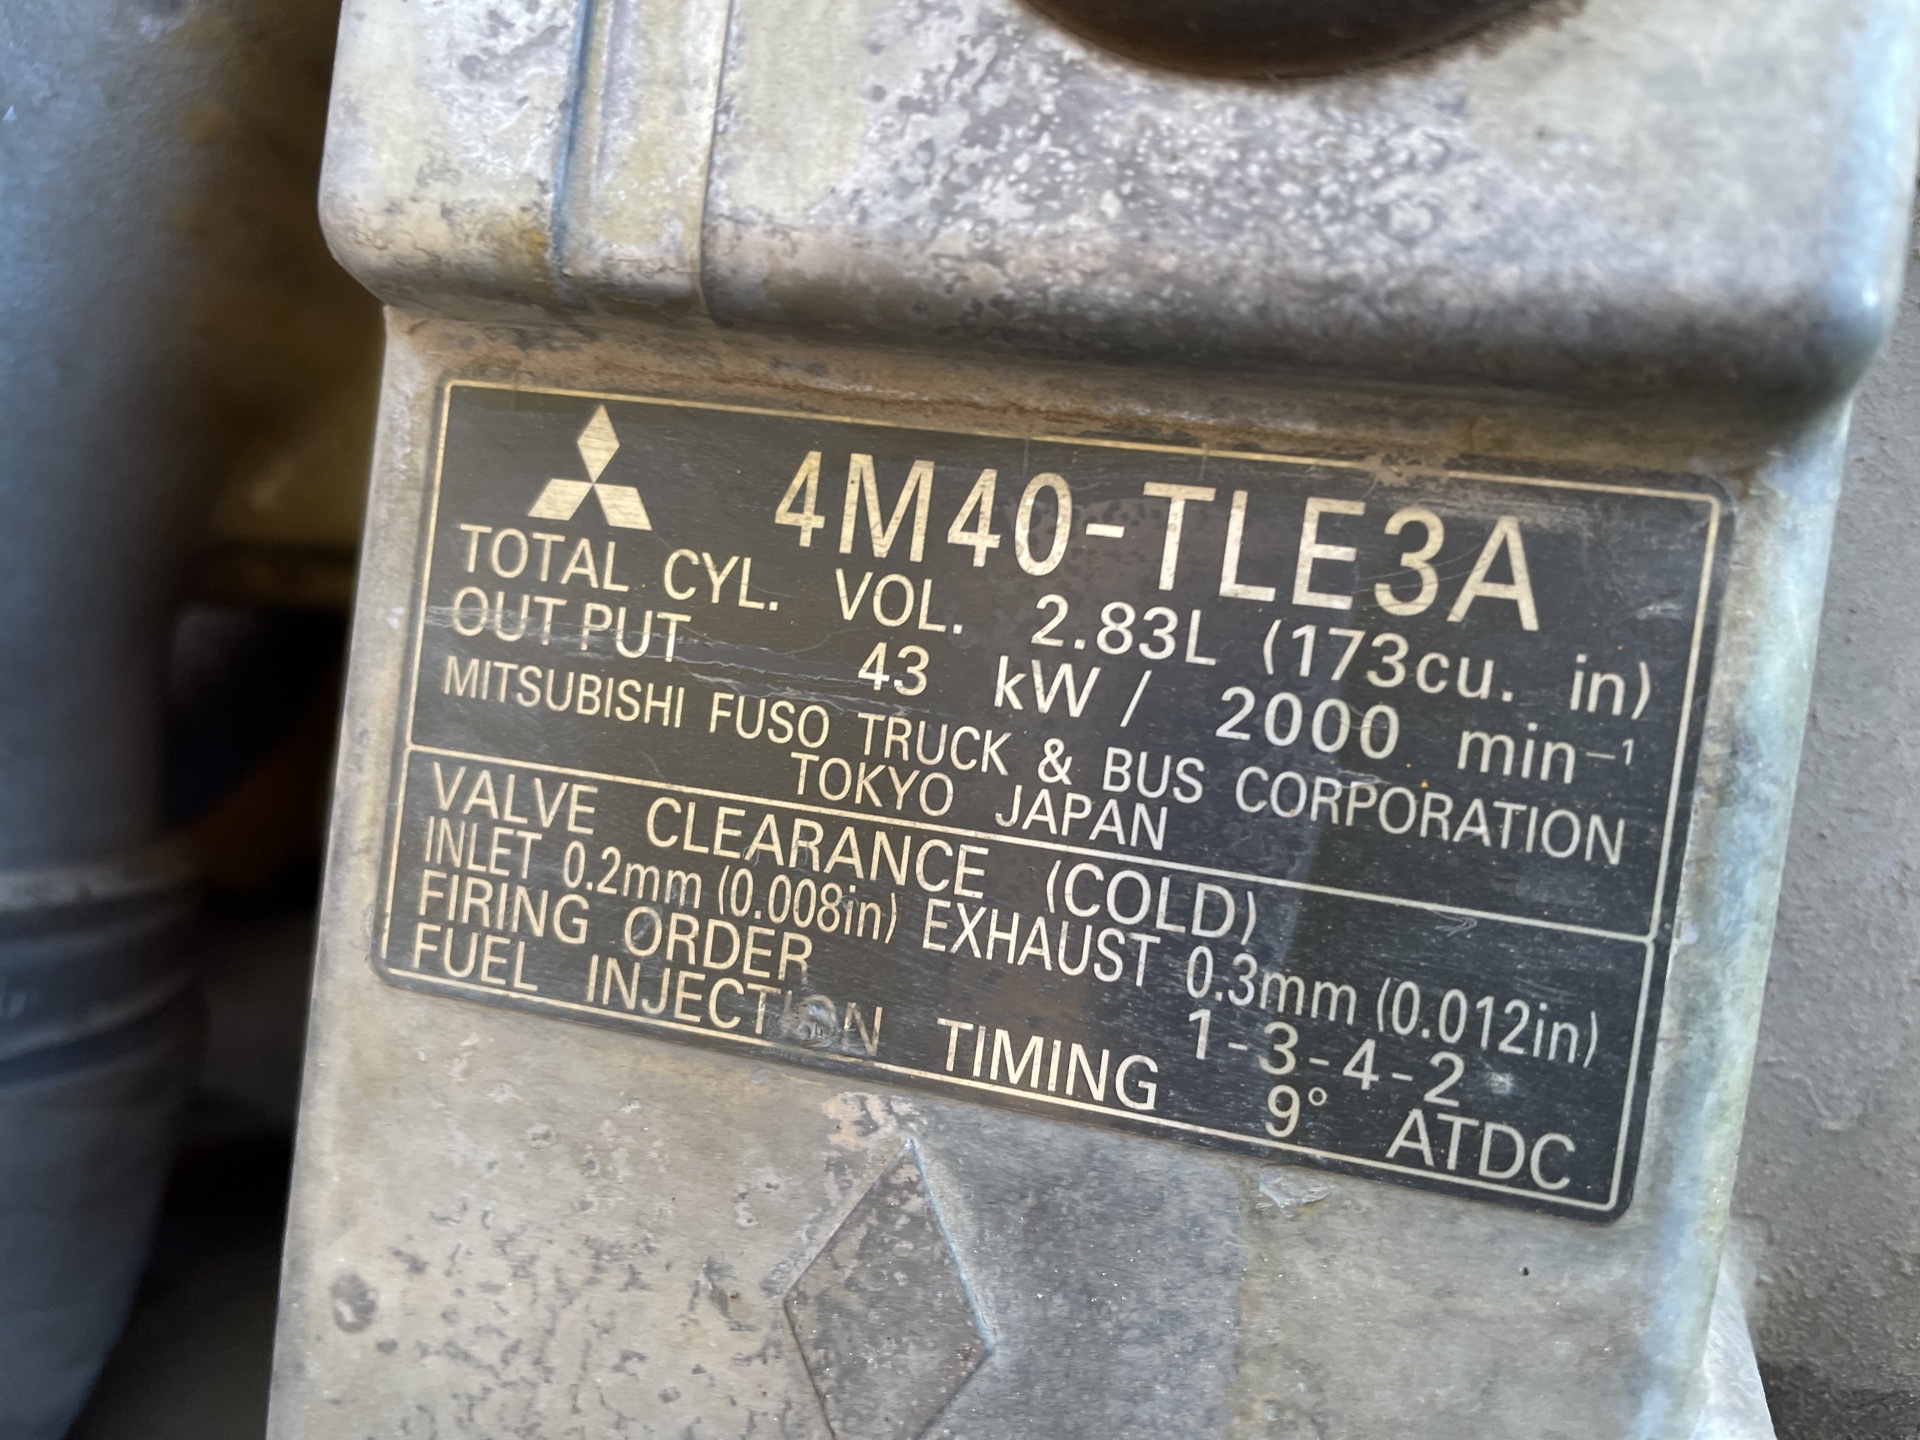 4M40-TLE3A
TOTAL CYL. VOL. 2.83L (173cu. in)
OUTPUT 43 kW / 2000 min⁻¹
MITSUBISHI FUSO TRUCK & BUS CORPORATION
TOKYO JAPAN
VALVE CLEARANCE (COLD)
INLET 0.2mm (0.008in) EXHAUST 0.3mm (0.012in)
FIRING ORDER 1-3-4-2
FUEL INJECTION TIMING 9° ATDC